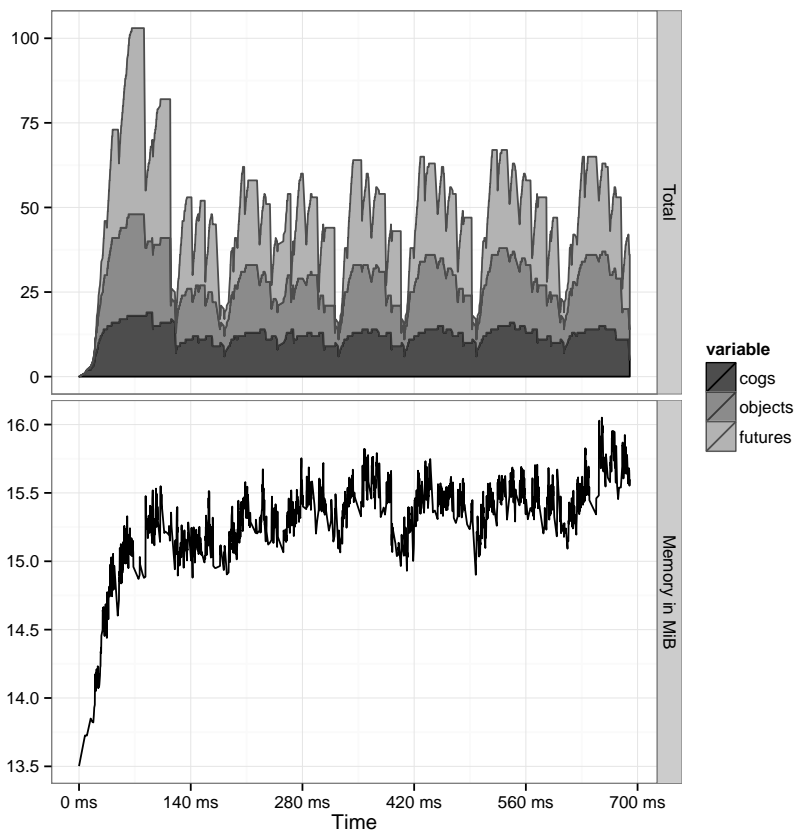 100
75
50
25
0
Total
16.0
15.5
15.0
14.5
14.0
13.5
Memory in MiB
0 ms 140 ms 280 ms 420 ms 560 ms 700 ms
Time
variable
cogs
objects
futures